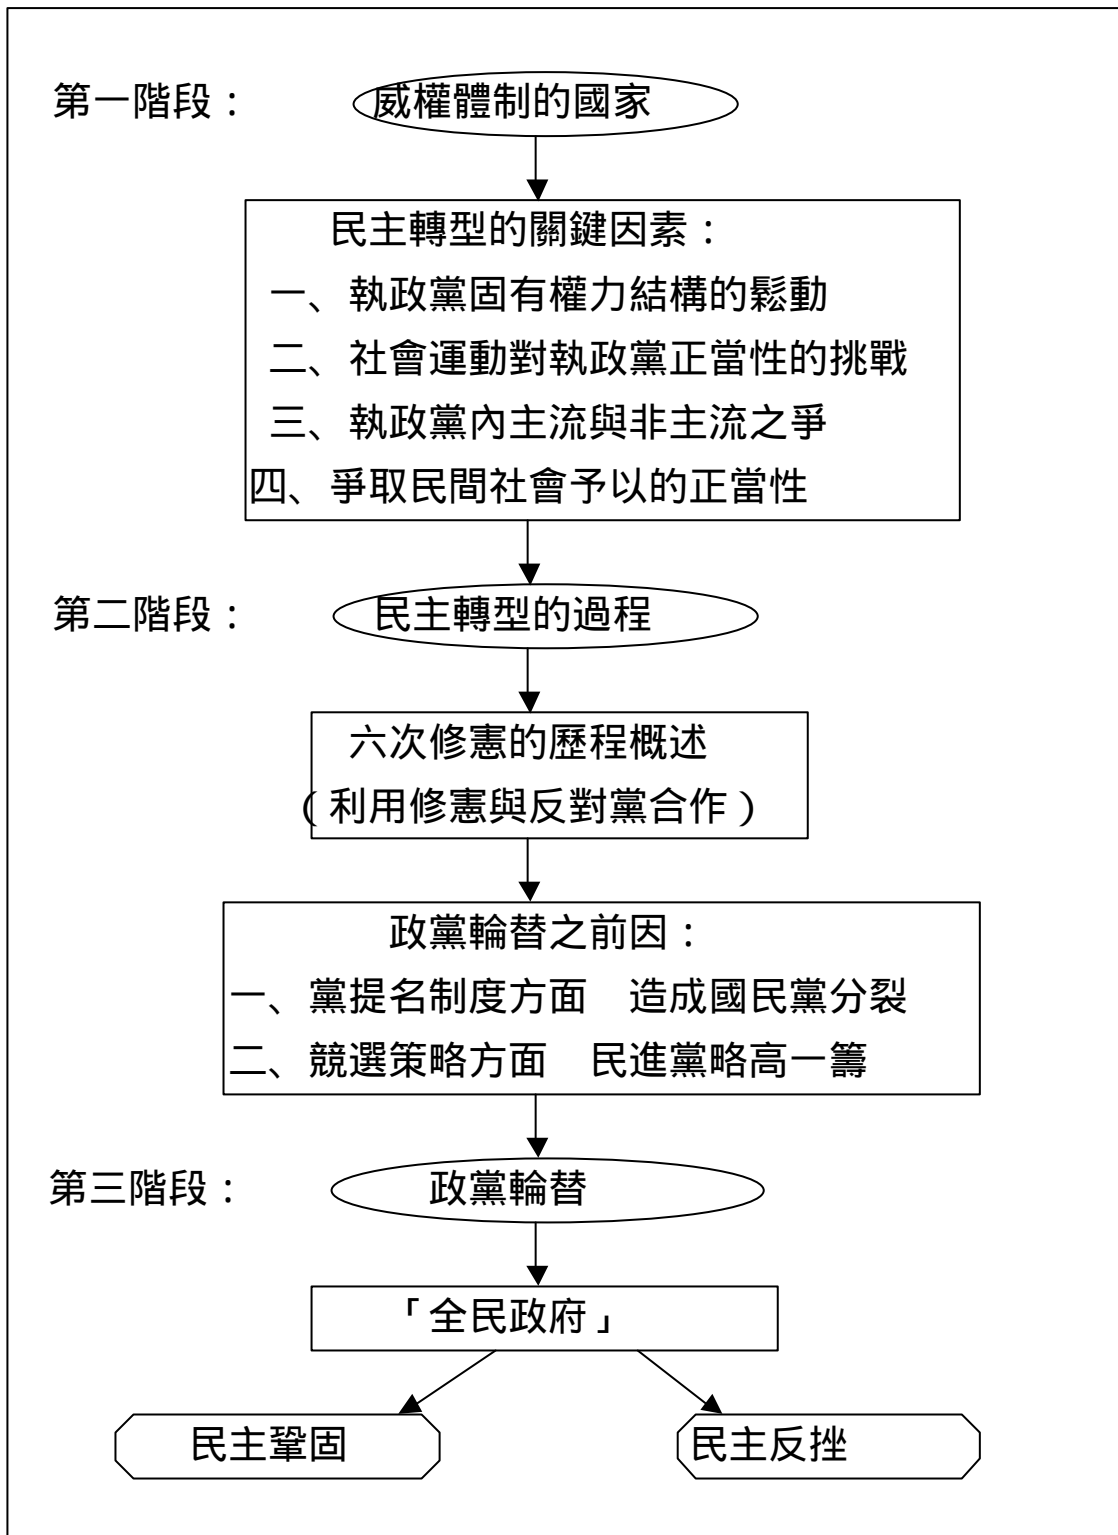 第一階段： 威權體制的國家
民主轉型的關鍵因素：
一、執政黨固有權力結構的鬆動
二、社會運動對執政黨正當性的挑戰
三、執政黨內主流與非主流之爭
四、爭取民間社會予以的正當性
第二階段： 民主轉型的過程
六次修憲的歷程概述
（利用修憲與反對黨合作）
政黨輪替之前因：
一、黨提名制度方面　造成國民黨分裂
二、競選策略方面　民進黨略高一籌
第三階段： 政黨輪替
「全民政府」
民主鞏固 民主反挫